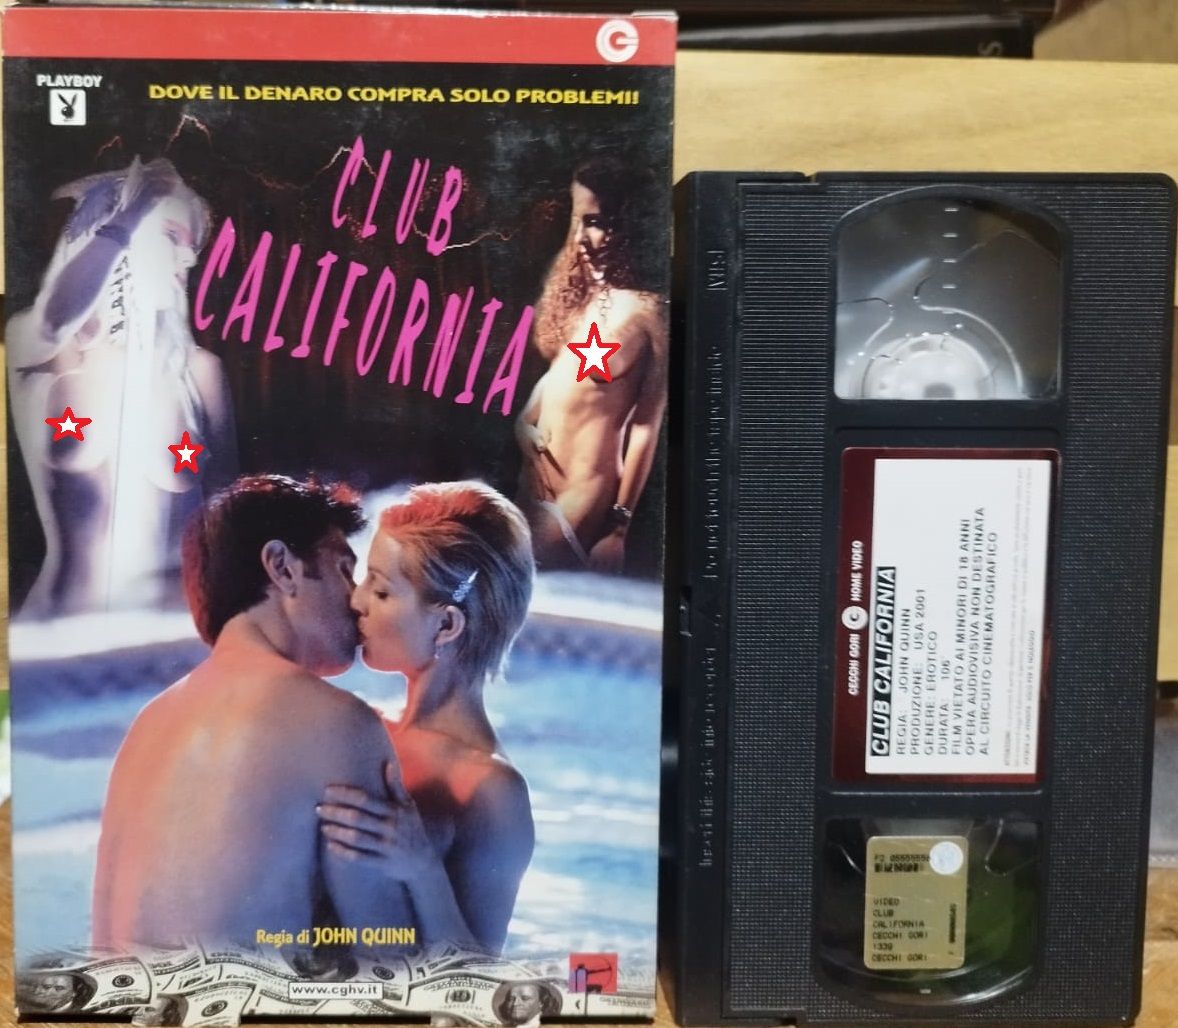 PLAYBOY
DOVE IL DENARO COMPRA SOLO PROBLEMI!
CLUB
CALIFORNIA
Regia di JOHN QUINN
www.cghv.it
VHS
CECCHI GORI HOME VIDEO
CLUB CALIFORNIA
REGIA: JOHN QUINN
PRODUZIONE: USA 2001
GENERE: EROTICO
DURATA: 106'
FILM VIETATO AI MINORI DI 18 ANNI
OPERA AUDIOVISIVA NON DESTINATA
AL CIRCUITO CINEMATOGRAFICO
VIDEO
CLUB
CALIFORNIA
CECCHI GORI
1339
CECCHI GORI